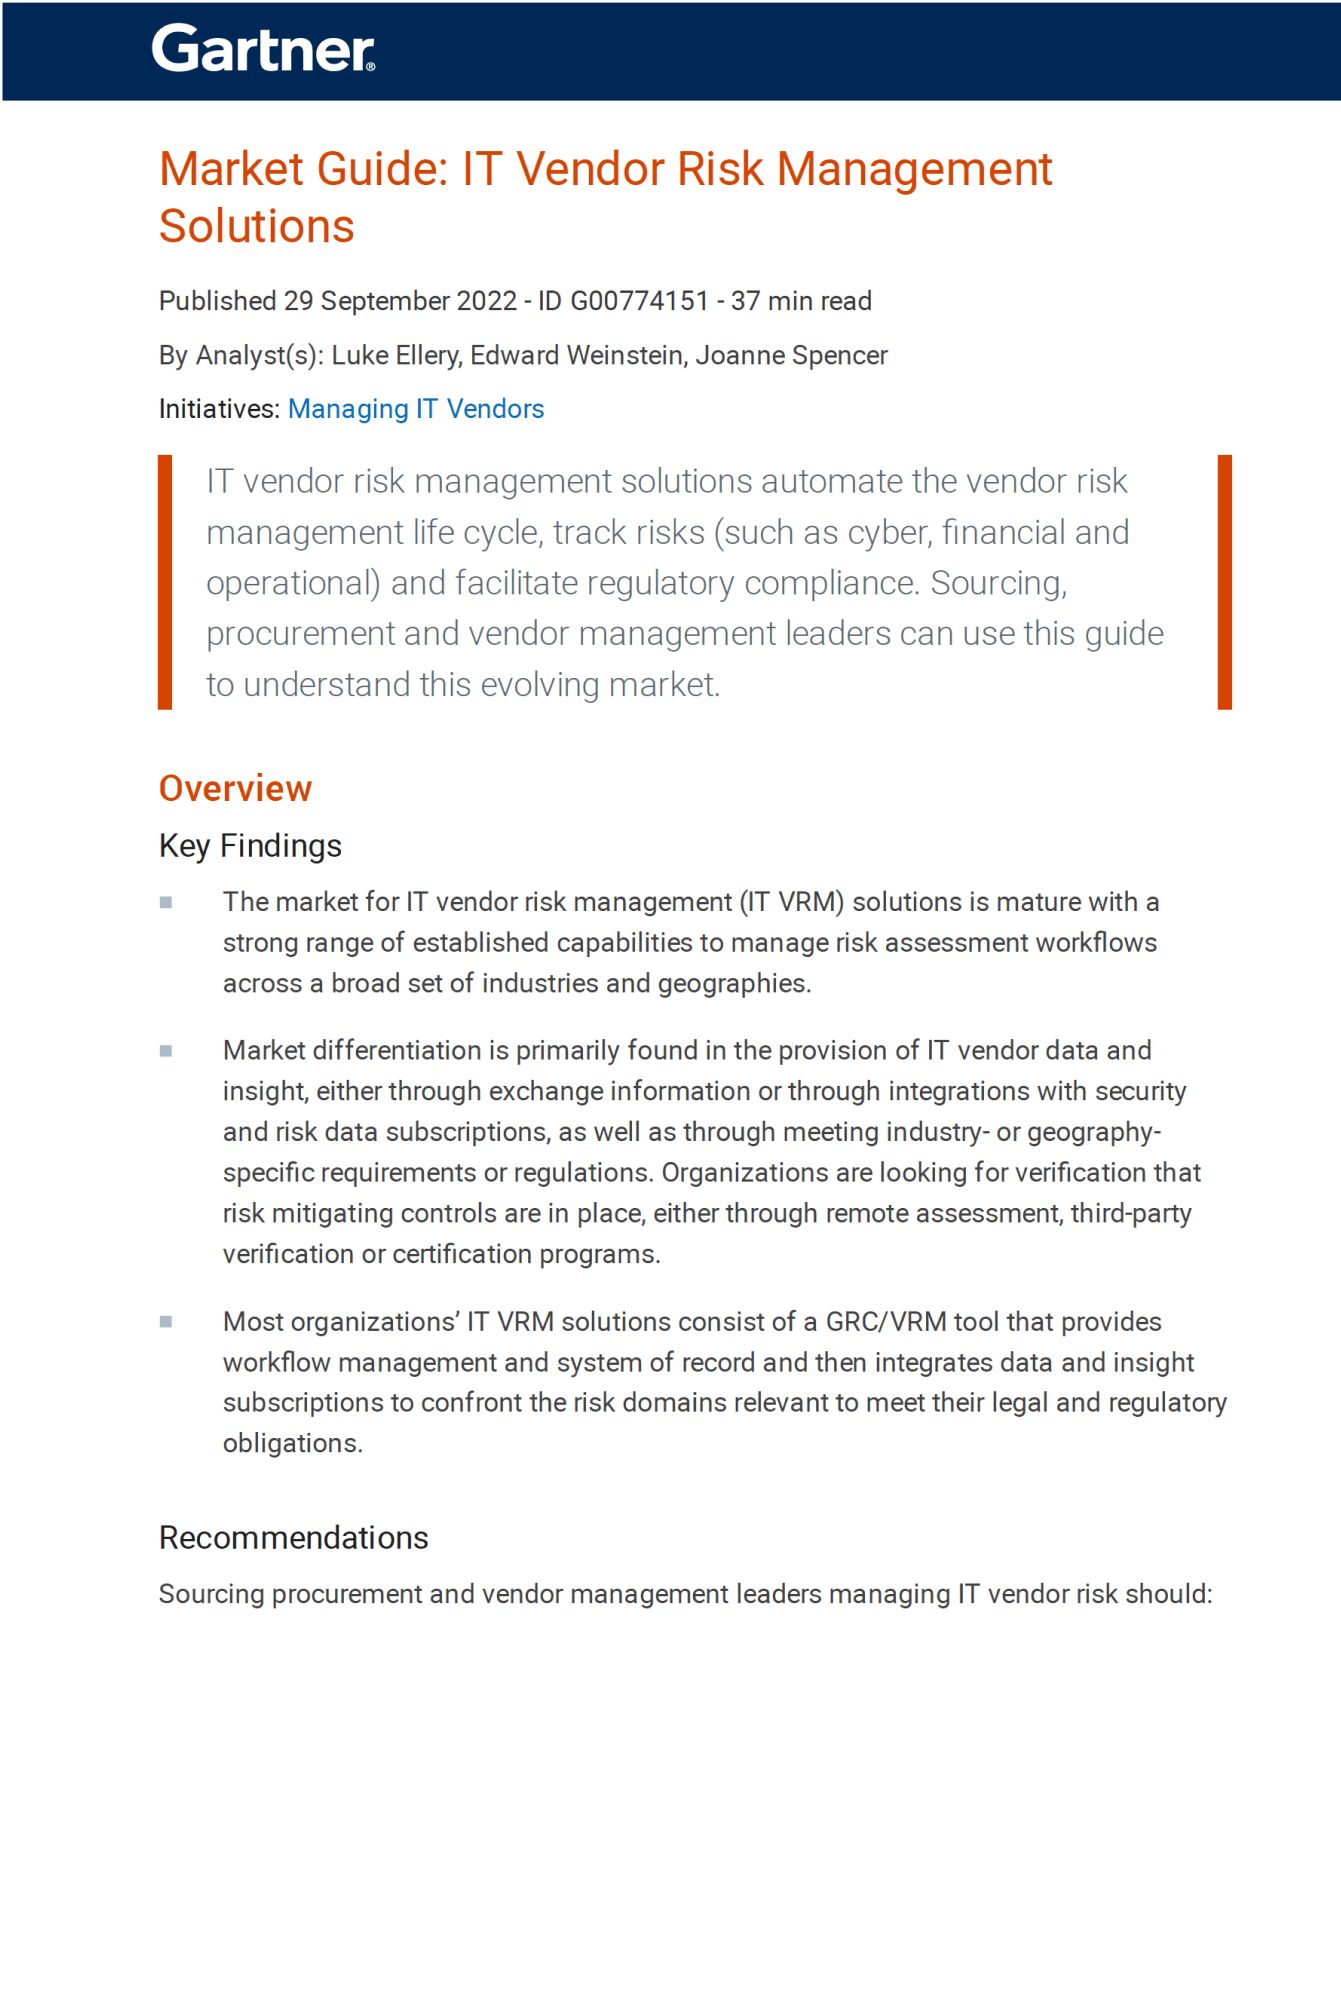 Gartner®
Market Guide: IT Vendor Risk Management
Solutions
Published 29 September 2022 - ID G00774151 - 37 min read
By Analyst(s): Luke Ellery, Edward Weinstein, Joanne Spencer
Initiatives: Managing IT Vendors
IT vendor risk management solutions automate the vendor risk
management life cycle, track risks (such as cyber, financial and
operational) and facilitate regulatory compliance. Sourcing,
procurement and vendor management leaders can use this guide
to understand this evolving market.
Overview
Key Findings
■ The market for IT vendor risk management (IT VRM) solutions is mature with a
strong range of established capabilities to manage risk assessment workflows
across a broad set of industries and geographies.
■ Market differentiation is primarily found in the provision of IT vendor data and
insight, either through exchange information or through integrations with security
and risk data subscriptions, as well as through meeting industry- or geography-
specific requirements or regulations. Organizations are looking for verification that
risk mitigating controls are in place, either through remote assessment, third-party
verification or certification programs.
■ Most organizations’ IT VRM solutions consist of a GRC/VRM tool that provides
workflow management and system of record and then integrates data and insight
subscriptions to confront the risk domains relevant to meet their legal and regulatory
obligations.
Recommendations
Sourcing procurement and vendor management leaders managing IT vendor risk should: